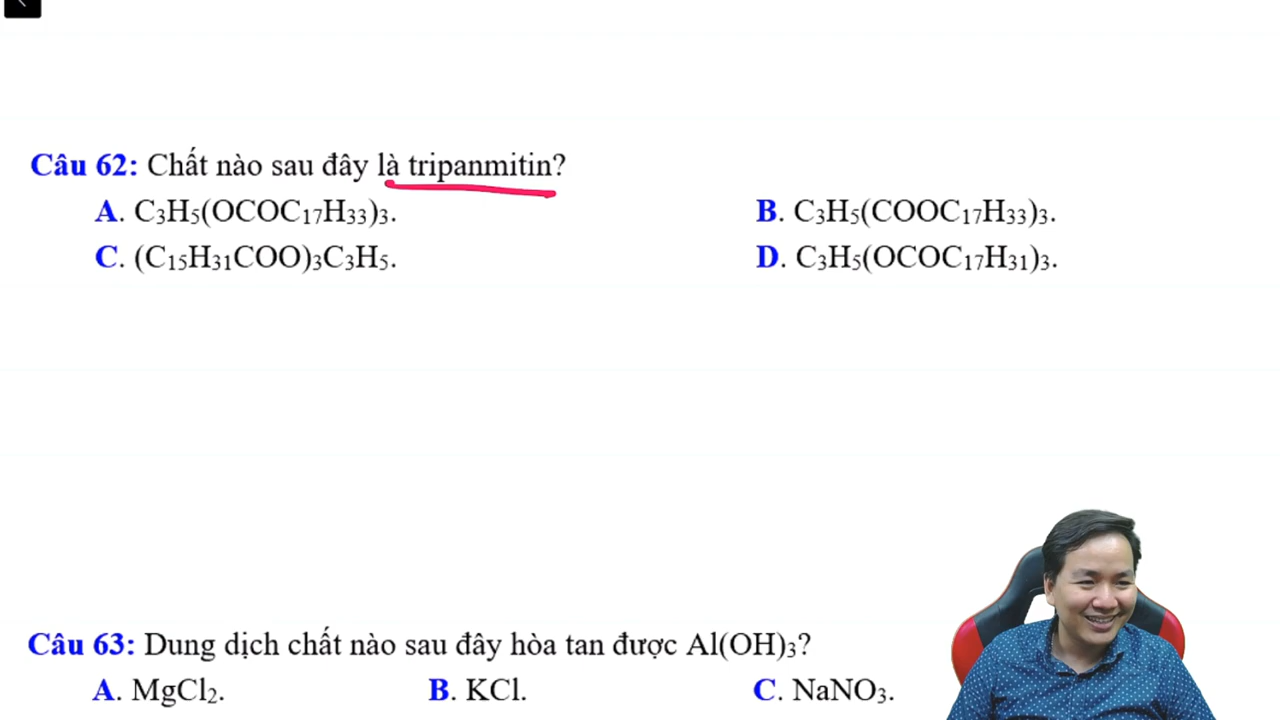 Câu 62: Chất nào sau đây là tripanmitin?
A. C₃H₅(OCOC₁₇H₃₃)₃. B. C₃H₅(COOC₁₇H₃₃)₃.
C. (C₁₅H₃₁COO)₃C₃H₅. D. C₃H₅(OCOC₁₇H₃₁)₃.
Câu 63: Dung dịch chất nào sau đây hòa tan được Al(OH)₃?
A. MgCl₂. B. KCl. C. NaNO₃.